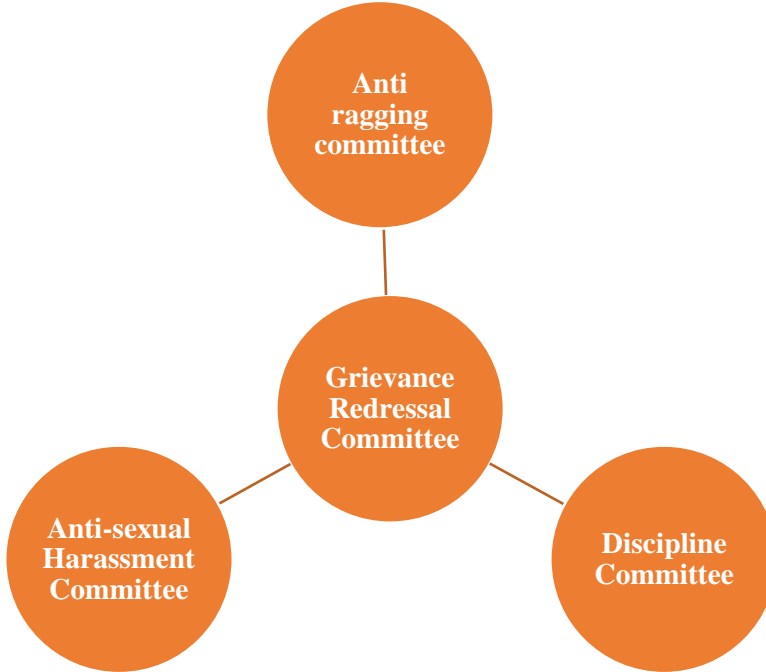 Anti
ragging
committee
Grievance
Redressal
Committee
Anti-sexual
Harassment
Committee
Discipline
Committee